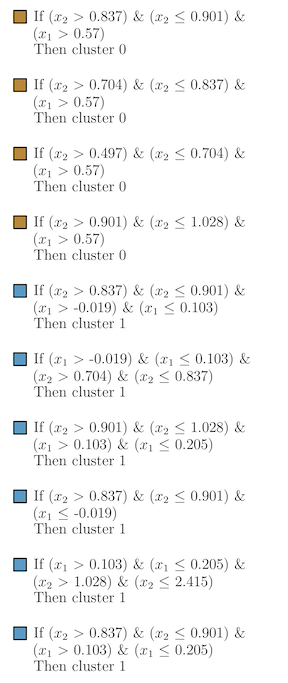 If (x₂ > 0.837) & (x₂ ≤ 0.901) &
(x₁ > 0.57)
Then cluster 0
If (x₂ > 0.704) & (x₂ ≤ 0.837) &
(x₁ > 0.57)
Then cluster 0
If (x₂ > 0.497) & (x₂ ≤ 0.704) &
(x₁ > 0.57)
Then cluster 0
If (x₂ > 0.901) & (x₂ ≤ 1.028) &
(x₁ > 0.57)
Then cluster 0
If (x₂ > 0.837) & (x₂ ≤ 0.901) &
(x₁ > -0.019) & (x₁ ≤ 0.103)
Then cluster 1
If (x₁ > -0.019) & (x₁ ≤ 0.103) &
(x₂ > 0.704) & (x₂ ≤ 0.837)
Then cluster 1
If (x₂ > 0.901) & (x₂ ≤ 1.028) &
(x₁ > 0.103) & (x₁ ≤ 0.205)
Then cluster 1
If (x₂ > 0.837) & (x₂ ≤ 0.901) &
(x₁ ≤ -0.019)
Then cluster 1
If (x₁ > 0.103) & (x₁ ≤ 0.205) &
(x₂ > 1.028) & (x₂ ≤ 2.415)
Then cluster 1
If (x₂ > 0.837) & (x₂ ≤ 0.901) &
(x₁ > 0.103) & (x₁ ≤ 0.205)
Then cluster 1